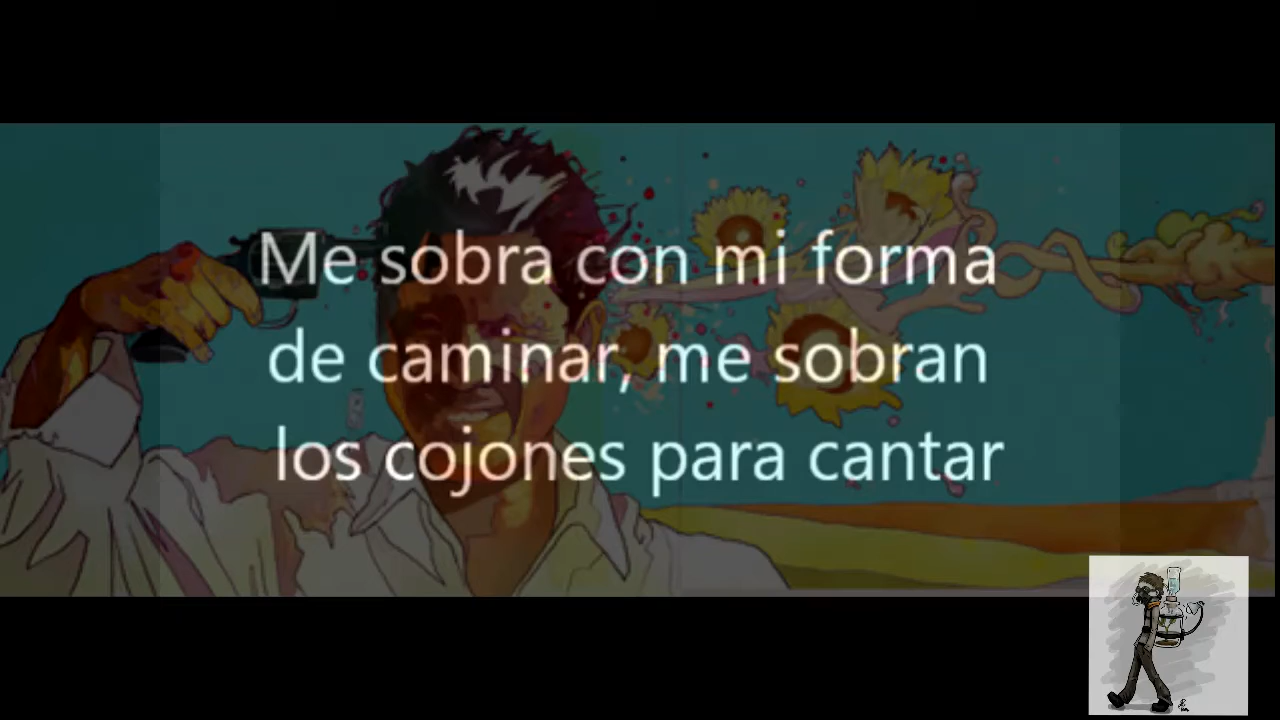 Me sobra con mi forma
de caminar, me sobran
los cojones para cantar